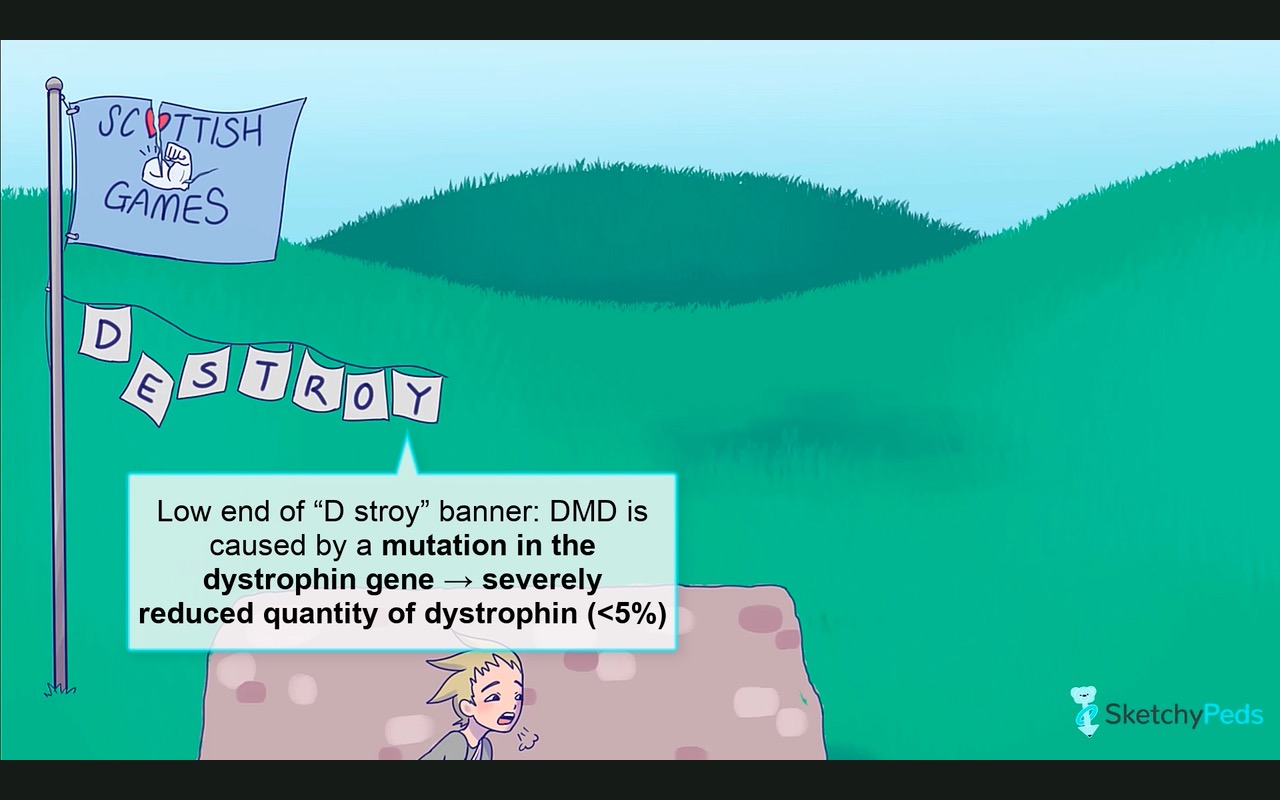 SC TTISH
GAMES
DESTROY
Low end of “D stroy” banner: DMD is
caused by a mutation in the
dystrophin gene → severely
reduced quantity of dystrophin (<5%)
SketchyPeds